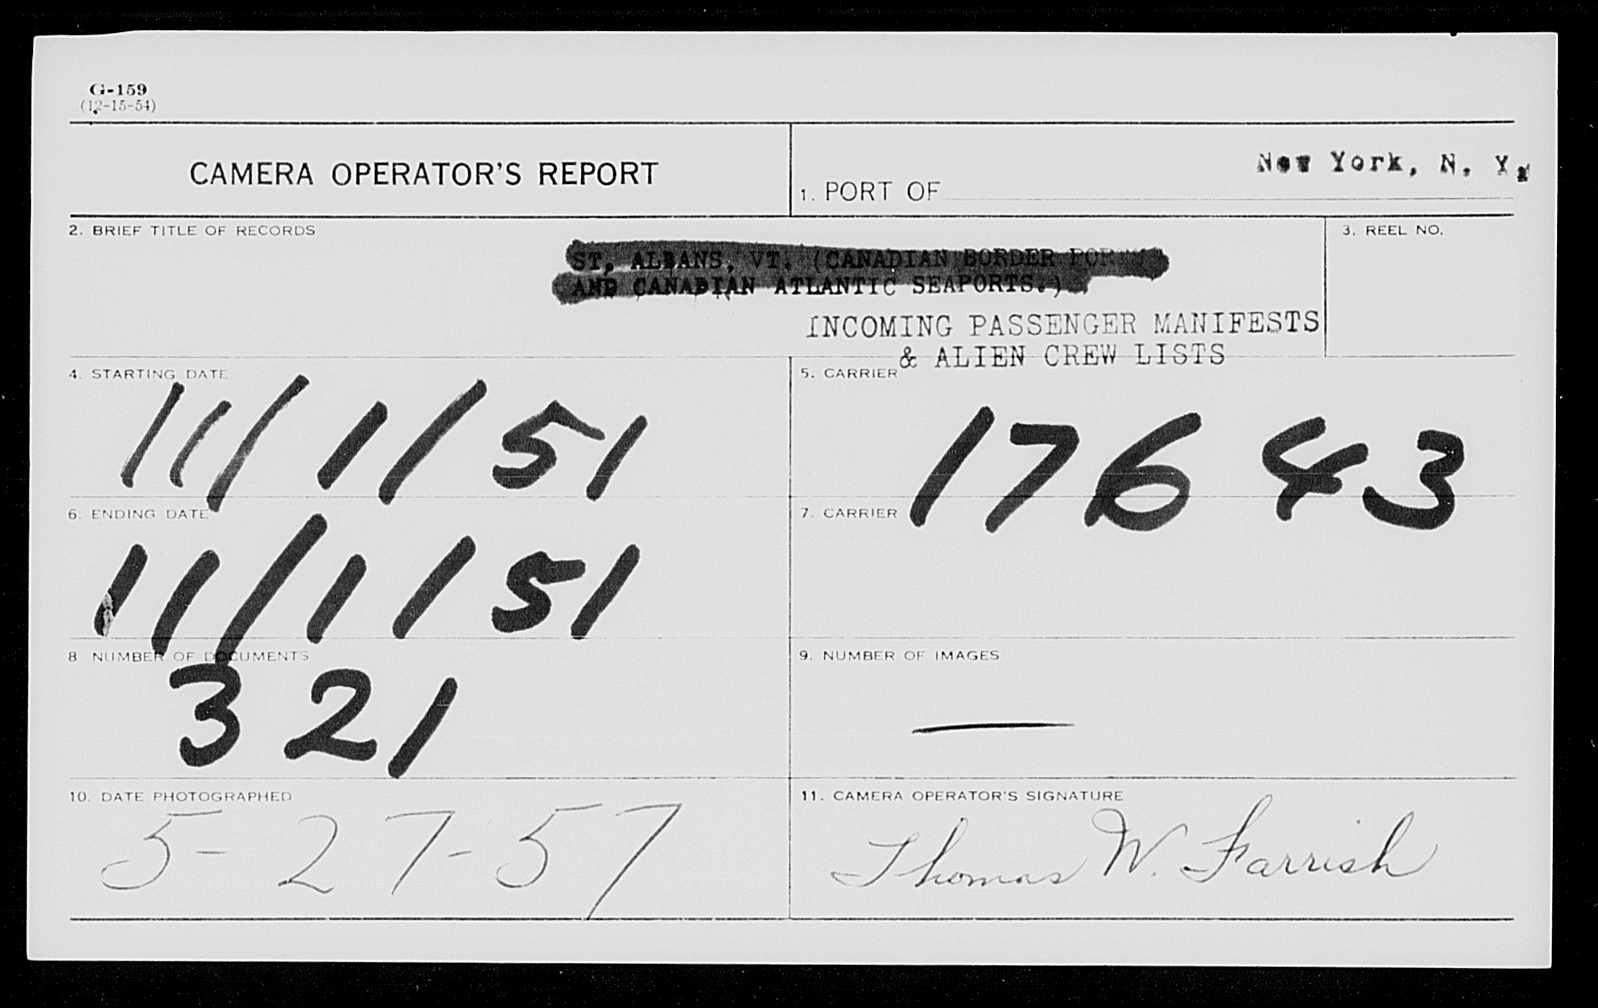 G-159
(12-15-54)
CAMERA OPERATOR'S REPORT
1. PORT OF New York, N. Y.
2. BRIEF TITLE OF RECORDS
3. REEL NO.
ST. ALBANS, VT. (CANADIAN BORDER
AND CANADIAN ATLANTIC SEAPORTS.)
INCOMING PASSENGER MANIFESTS
& ALIEN CREW LISTS
4. STARTING DATE
11/1/51
5. CARRIER
17643
6. ENDING DATE
11/1/51
7. CARRIER
8 NUMBER OF DOCUMENTS
321
9. NUMBER OF IMAGES
—
10. DATE PHOTOGRAPHED
5-27-57
11. CAMERA OPERATOR'S SIGNATURE
Thomas W. Farrish